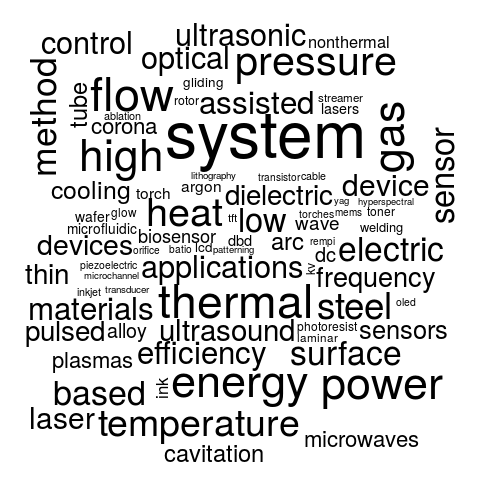 ultrasonic
control
nonthermal
optical pressure
method
gliding
tube
flow
rotor
assisted
streamer
lasers
gas
ablation
corona
system
sensor
high
lithography
transistor
cable
cooling
torch
argon
dielectric
device
yag
hyperspectral
wafer
glow
heat
tft
low
torches
mems
toner
microfluidic
wave
welding
devices
orifice
biosensor
batio
lcd
dbd
patterning
arc
rempi
dc
electric
thin
piezoelectric
microchannel
applications
kv
frequency
inkjet
transducer
materials
thermal
steel
oled
pulsed
alloy
ultrasound
photoresist
laminar
sensors
plasmas
efficiency
surface
based
ink
energy power
laser
temperature
microwaves
cavitation